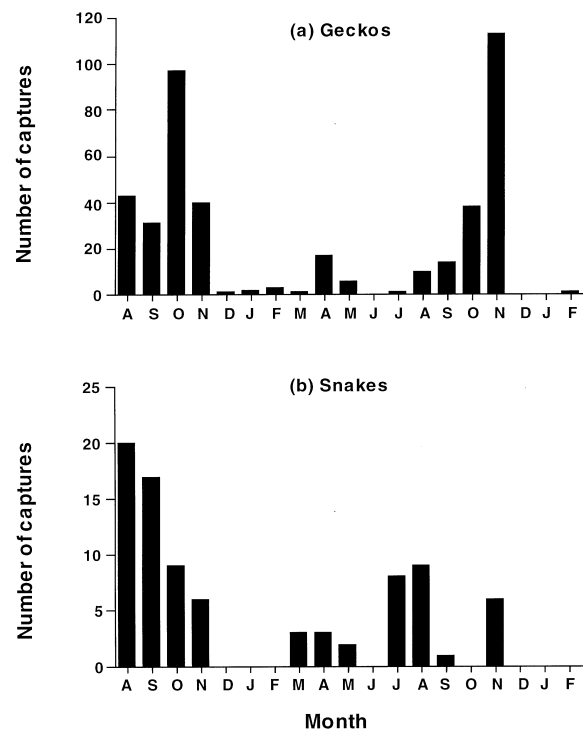 (a) Geckos
Number of captures
120
100
80
60
40
20
0
A S O N D J F M A M J J A S O N D J F
(b) Snakes
Number of captures
25
20
15
10
5
0
A S O N D J F M A M J J A S O N D J F
Month